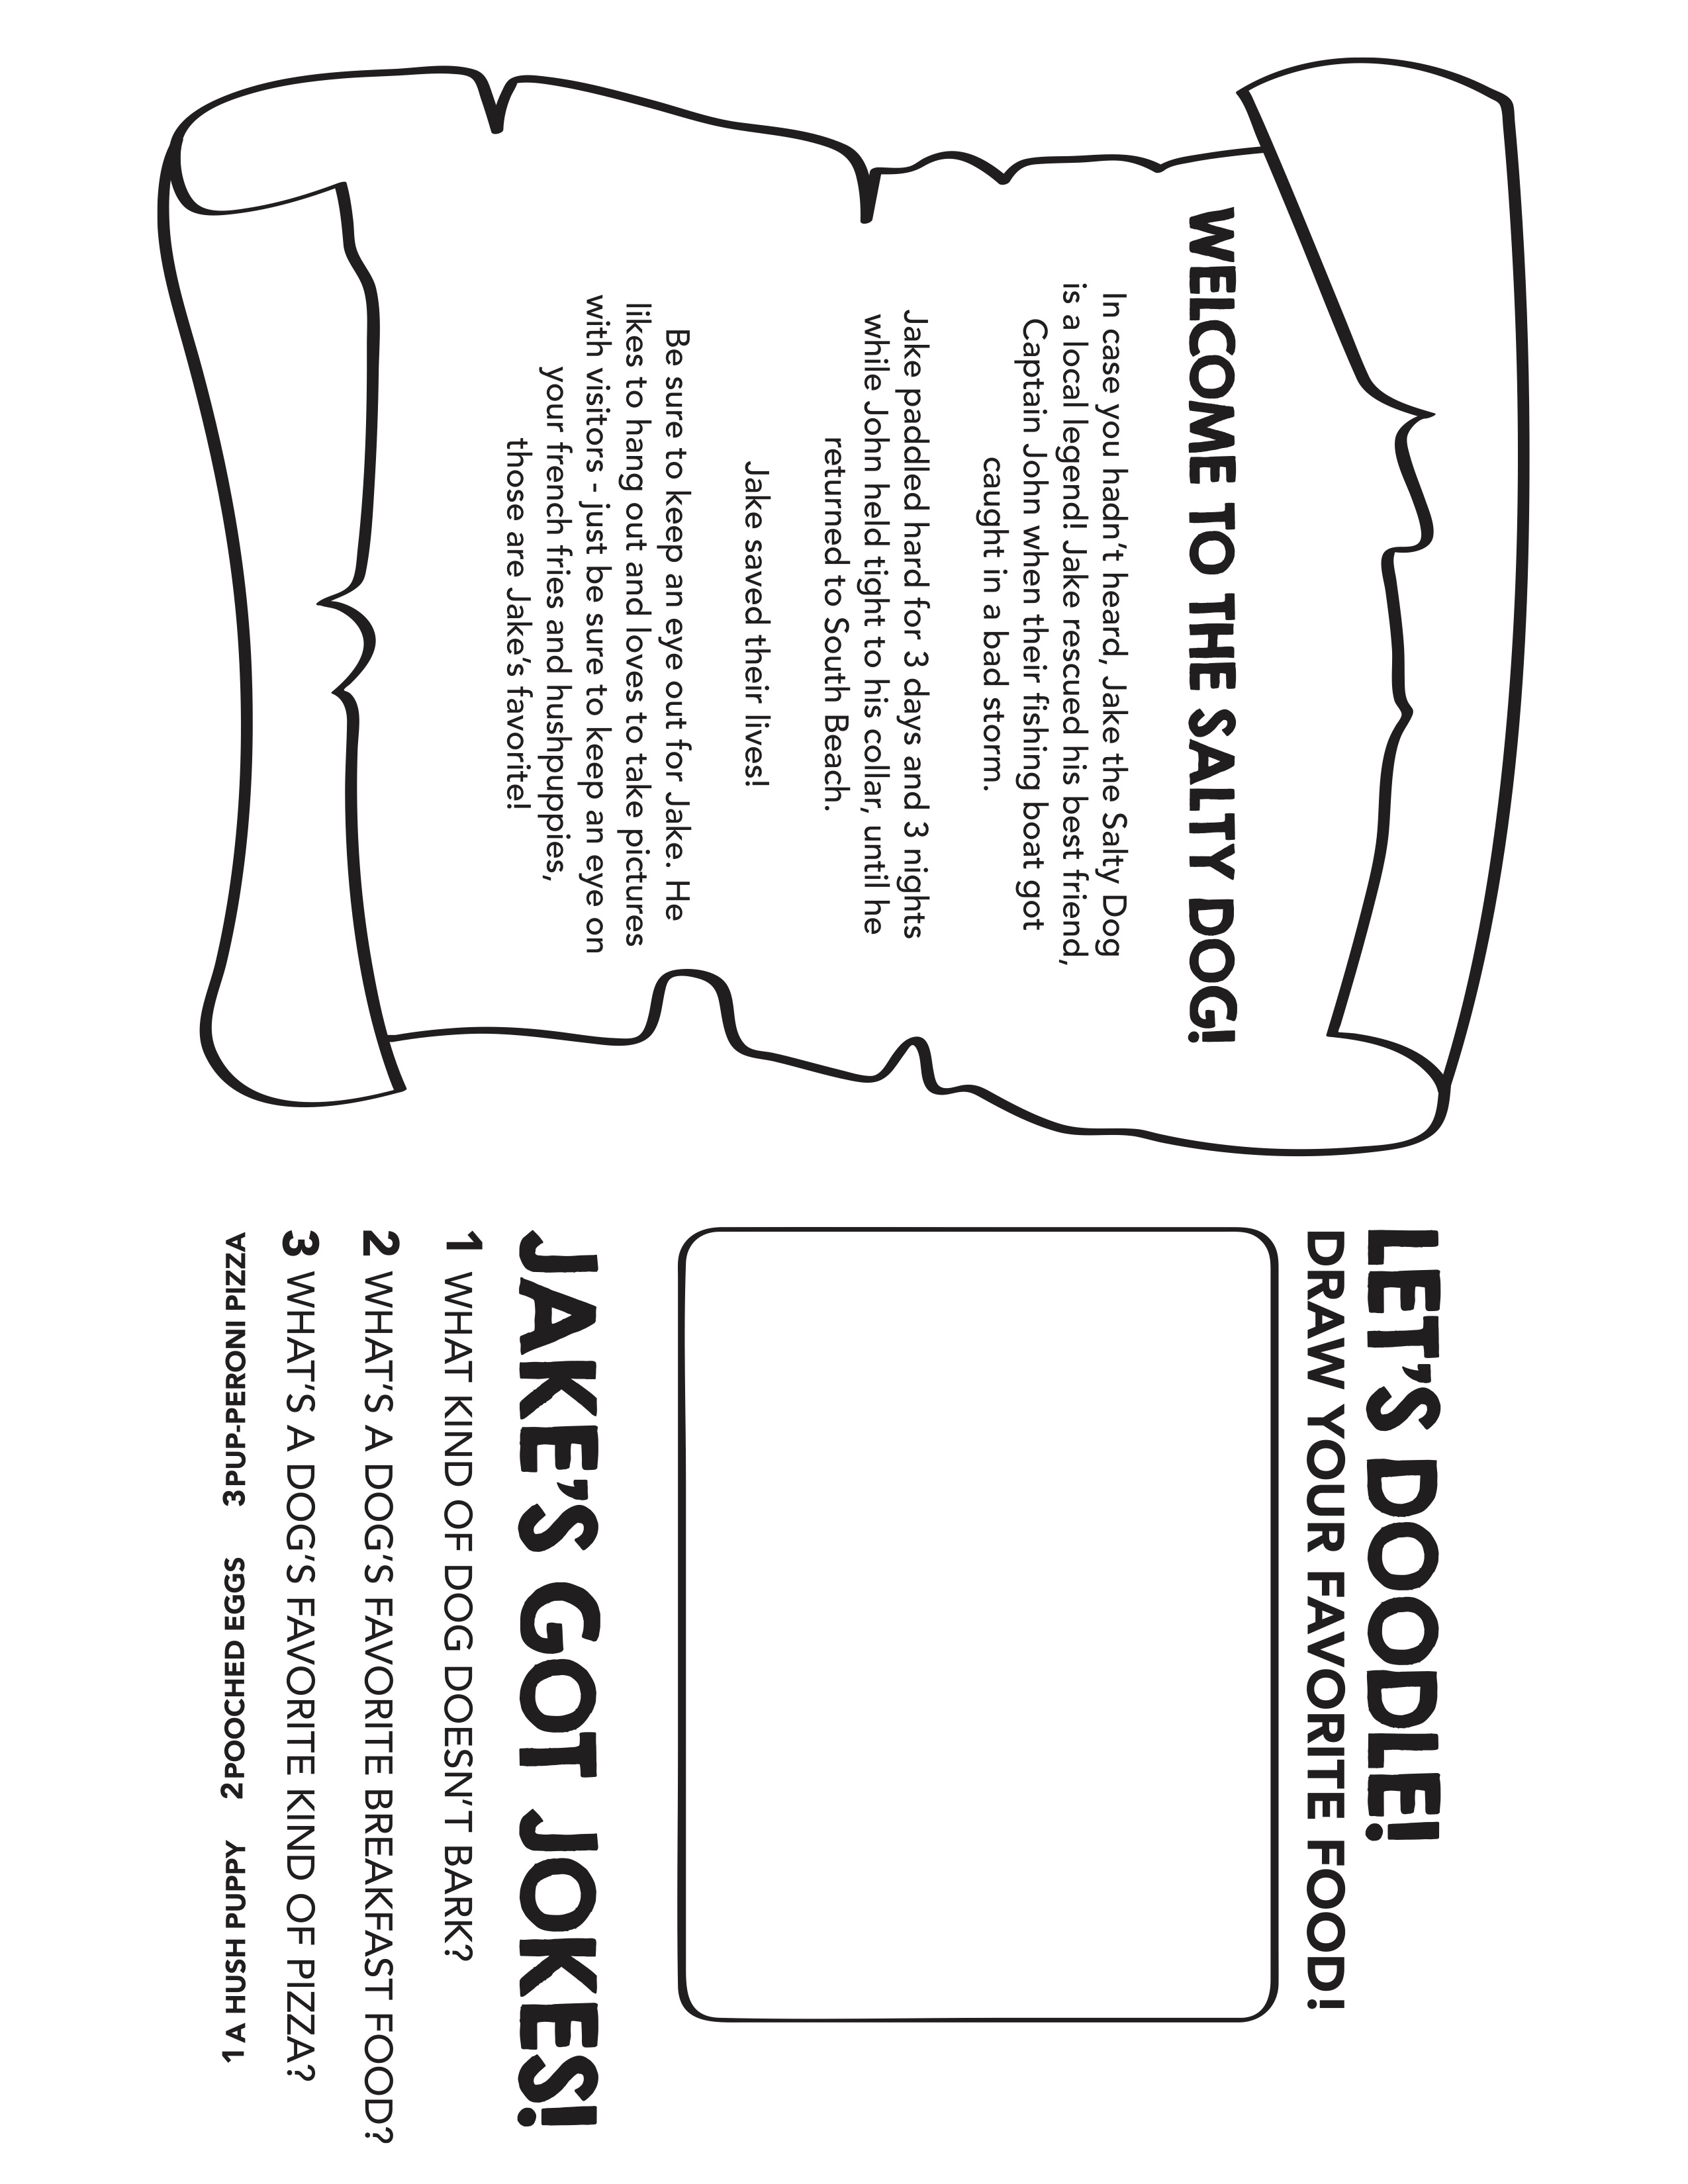 WELCOME TO THE SALTY DOG!
In case you hadn't heard, Jake the Salty Dog
is a local legend! Jake rescued his best friend,
Captain John when their fishing boat got
caught in a bad storm.
Jake paddled hard for 3 days and 3 nights
while John held tight to his collar, until he
returned to South Beach.
Jake saved their lives!
Be sure to keep an eye out for Jake. He
likes to hang out and loves to take pictures
with visitors - just be sure to keep an eye on
your french fries and hushpuppies,
those are Jake's favorite!
LET'S DOODLE!
DRAW YOUR FAVORITE FOOD!
JAKE'S GOT JOKES!
1 WHAT KIND OF DOG DOESN'T BARK?
2 WHAT'S A DOG'S FAVORITE BREAKFAST FOOD?
3 WHAT'S A DOG'S FAVORITE KIND OF PIZZA?
1 A HUSH PUPPY 2 POOCHED EGGS 3 PUP-PERONI PIZZA